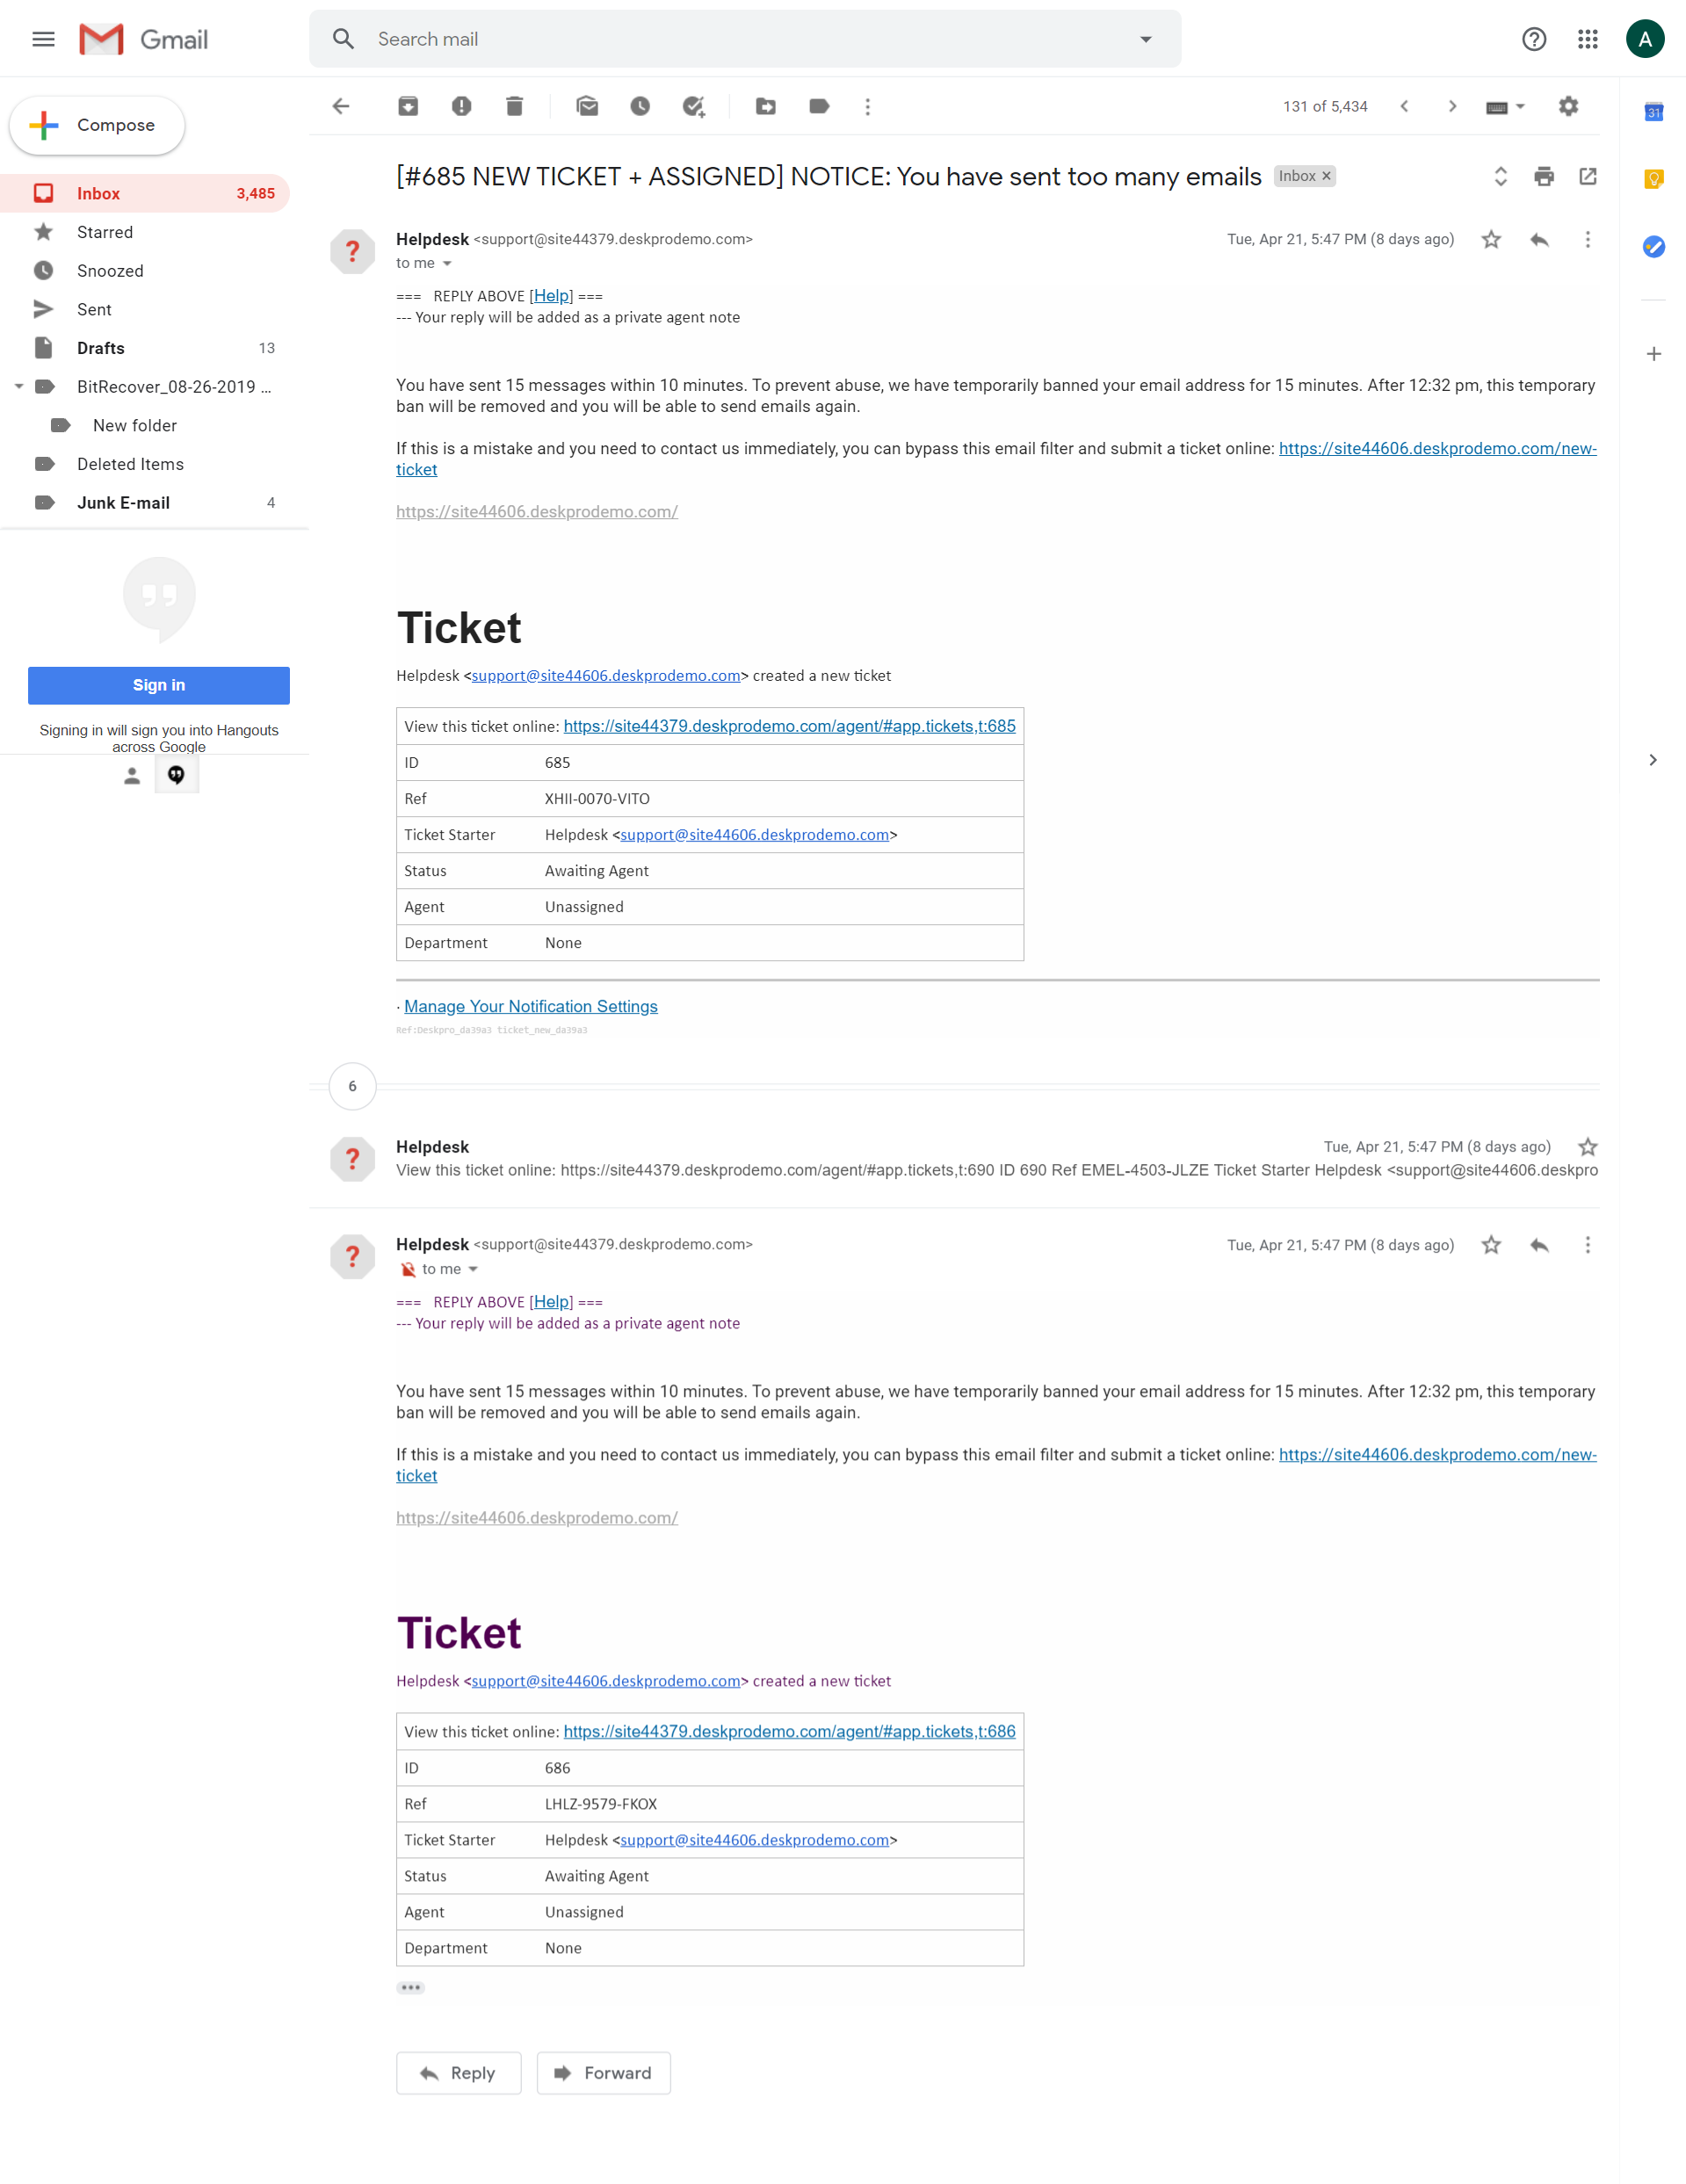 Gmail
Search mail
A
Compose
131 of 5,434
31
Inbox 3,485
Starred
Snoozed
Sent
Drafts 13
BitRecover_08-26-2019 ...
New folder
Deleted Items
Junk E-mail 4
Sign in
Signing in will sign you into Hangouts
across Google
[#685 NEW TICKET + ASSIGNED] NOTICE: You have sent too many emails Inbox ×
Helpdesk <support@site44379.deskprodemo.com> Tue, Apr 21, 5:47 PM (8 days ago)
to me
=== REPLY ABOVE [Help] ===
--- Your reply will be added as a private agent note
You have sent 15 messages within 10 minutes. To prevent abuse, we have temporarily banned your email address for 15 minutes. After 12:32 pm, this temporary
ban will be removed and you will be able to send emails again.
If this is a mistake and you need to contact us immediately, you can bypass this email filter and submit a ticket online: https://site44606.deskprodemo.com/new-
ticket
https://site44606.deskprodemo.com/
Ticket
Helpdesk <support@site44606.deskprodemo.com> created a new ticket
View this ticket online: https://site44379.deskprodemo.com/agent/#app.tickets,t:685
ID 685
Ref XHII-0070-VITO
Ticket Starter Helpdesk <support@site44606.deskprodemo.com>
Status Awaiting Agent
Agent Unassigned
Department None
· Manage Your Notification Settings
Ref:Deskpro_da39a3 ticket_new_da39a3
6
Helpdesk Tue, Apr 21, 5:47 PM (8 days ago)
View this ticket online: https://site44379.deskprodemo.com/agent/#app.tickets,t:690 ID 690 Ref EMEL-4503-JLZE Ticket Starter Helpdesk <support@site44606.deskpro
Helpdesk <support@site44379.deskprodemo.com> Tue, Apr 21, 5:47 PM (8 days ago)
to me
=== REPLY ABOVE [Help] ===
--- Your reply will be added as a private agent note
You have sent 15 messages within 10 minutes. To prevent abuse, we have temporarily banned your email address for 15 minutes. After 12:32 pm, this temporary
ban will be removed and you will be able to send emails again.
If this is a mistake and you need to contact us immediately, you can bypass this email filter and submit a ticket online: https://site44606.deskprodemo.com/new-
ticket
https://site44606.deskprodemo.com/
Ticket
Helpdesk <support@site44606.deskprodemo.com> created a new ticket
View this ticket online: https://site44379.deskprodemo.com/agent/#app.tickets,t:686
ID 686
Ref LHLZ-9579-FKOX
Ticket Starter Helpdesk <support@site44606.deskprodemo.com>
Status Awaiting Agent
Agent Unassigned
Department None
Reply Forward